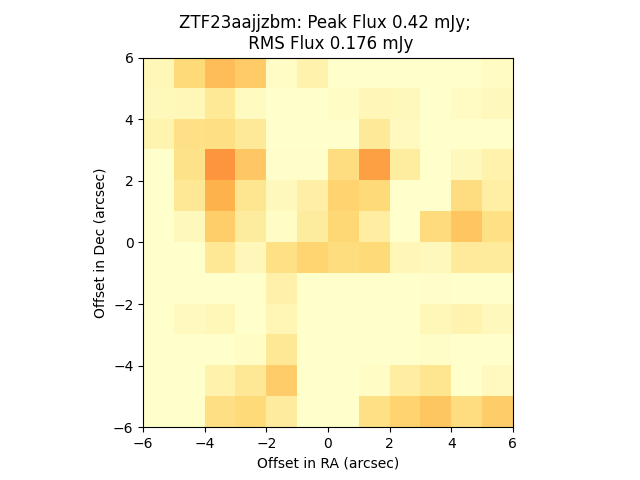 ZTF23aajjzbm: Peak Flux 0.42 mJy;
RMS Flux 0.176 mJy
6
4
2
0
−2
−4
−6
Offset in Dec (arcsec)
−6 −4 −2 0 2 4 6
Offset in RA (arcsec)